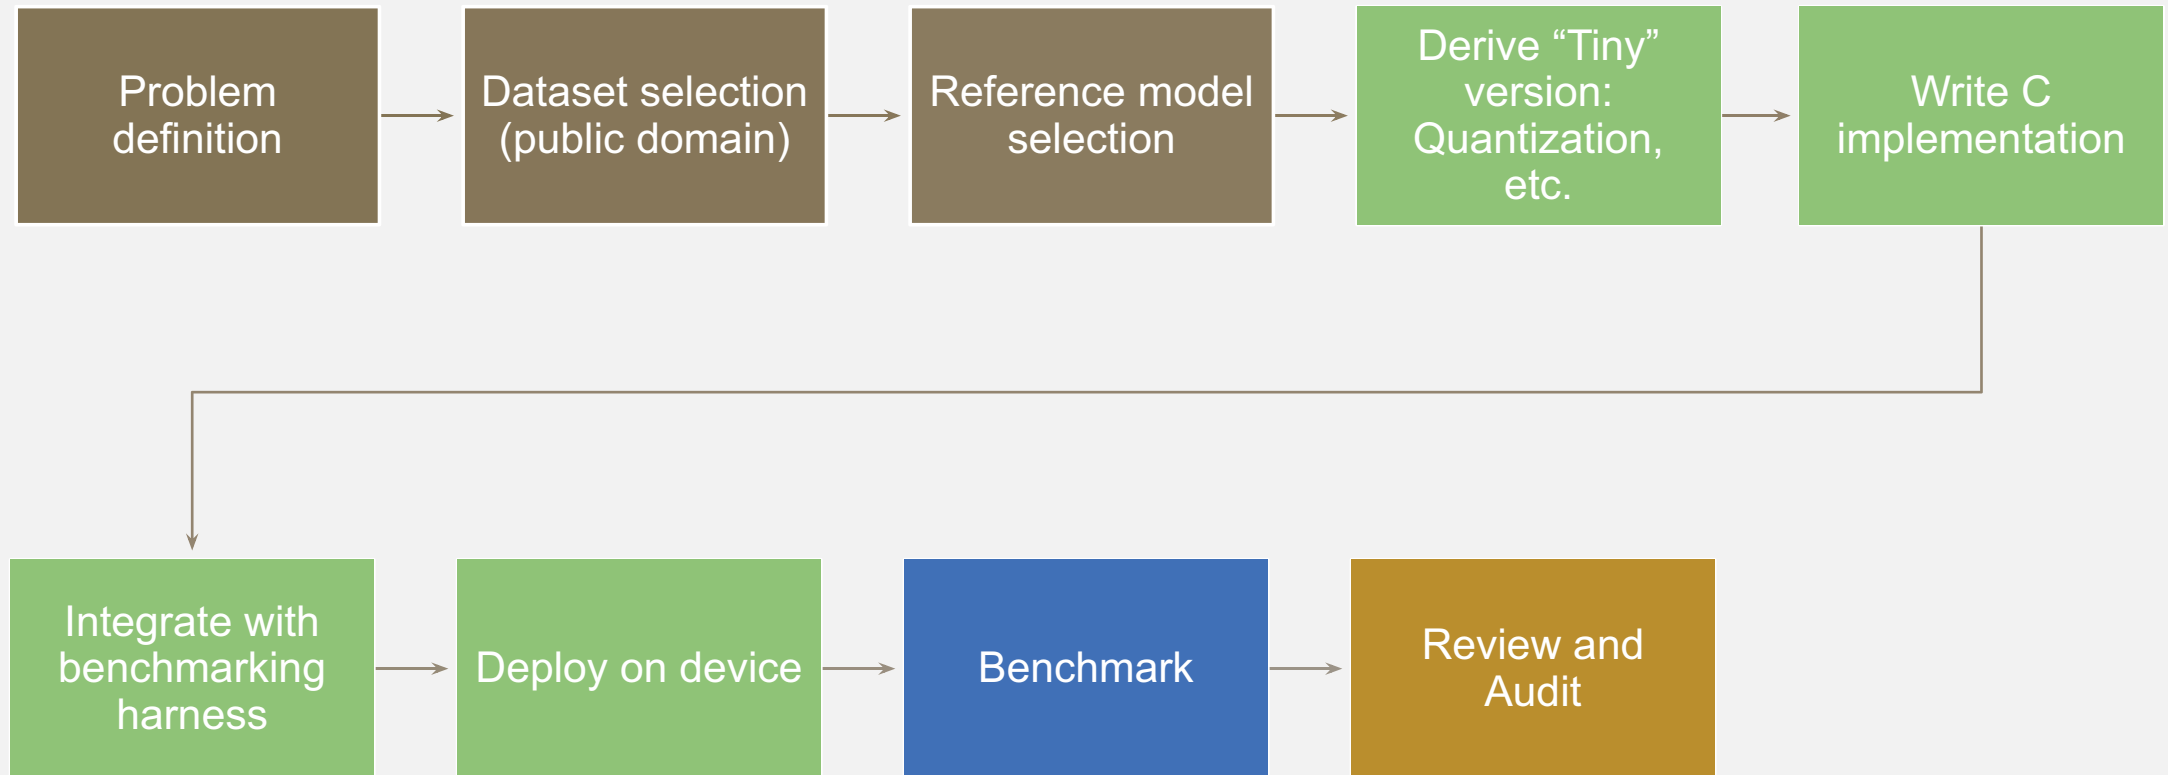 Problem
definition
Dataset selection
(public domain)
Reference model
selection
Derive “Tiny”
version:
Quantization,
etc.
Write C
implementation
Integrate with
benchmarking
harness
Deploy on device
Benchmark
Review and
Audit